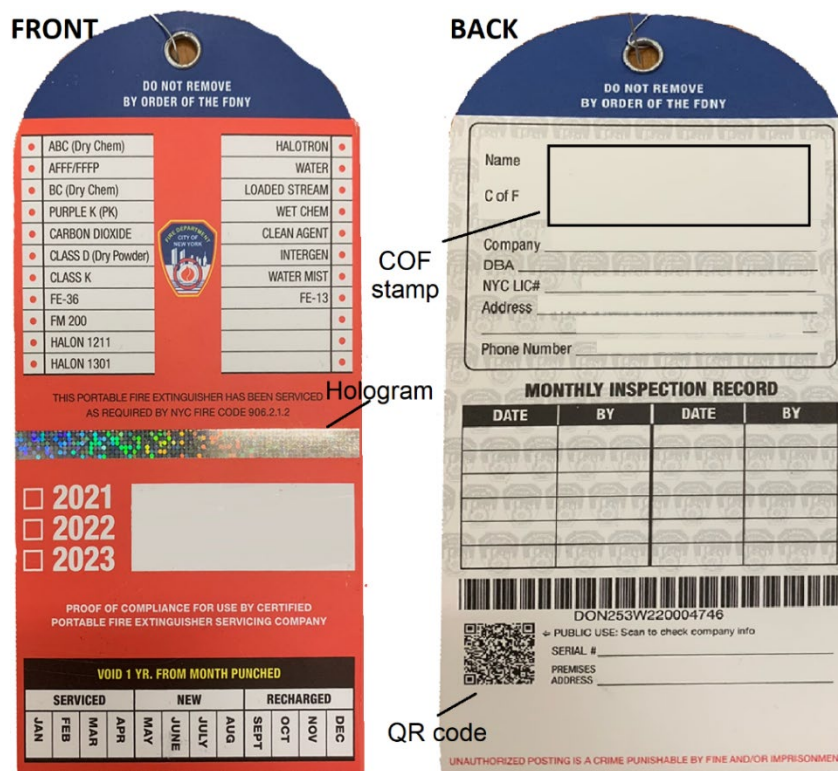 FRONT
DO NOT REMOVE
BY ORDER OF THE FDNY
ABC (Dry Chem)
AFFF/FFFP
BC (Dry Chem)
PURPLE K (PK)
CARBON DIOXIDE
CLASS D (Dry Powder)
CLASS K
FE-36
FM 200
HALON 1211
HALON 1301
HALOTRON
WATER
LOADED STREAM
WET CHEM
CLEAN AGENT
INTERGEN
WATER MIST
FE-13
FIRE DEPARTMENT
CITY OF
NEW YORK
THIS PORTABLE FIRE EXTINGUISHER HAS BEEN SERVICED
AS REQUIRED BY NYC FIRE CODE 906.2.1.2
Hologram
2021
2022
2023
PROOF OF COMPLIANCE FOR USE BY CERTIFIED
PORTABLE FIRE EXTINGUISHER SERVICING COMPANY
VOID 1 YR. FROM MONTH PUNCHED
SERVICED NEW RECHARGED
JAN FEB MAR APR MAY JUNE JULY AUG SEPT OCT NOV DEC
BACK
DO NOT REMOVE
BY ORDER OF THE FDNY
Name
C of F
COF
stamp
Company
DBA
NYC LIC#
Address
Phone Number
MONTHLY INSPECTION RECORD
DATE BY DATE BY
DON253W220004746
PUBLIC USE: Scan to check company info
SERIAL #
PREMISES
ADDRESS
QR code
UNAUTHORIZED POSTING IS A CRIME PUNISHABLE BY FINE AND/OR